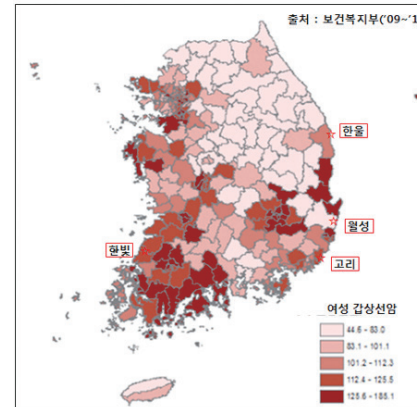 출처 : 보건복지부('09~'1
한울
월성
한빛
고리
여성 갑상선암
44.6 - 83.0
83.1 - 101.1
101.2 - 112.3
112.4 - 125.5
125.6 - 185.1